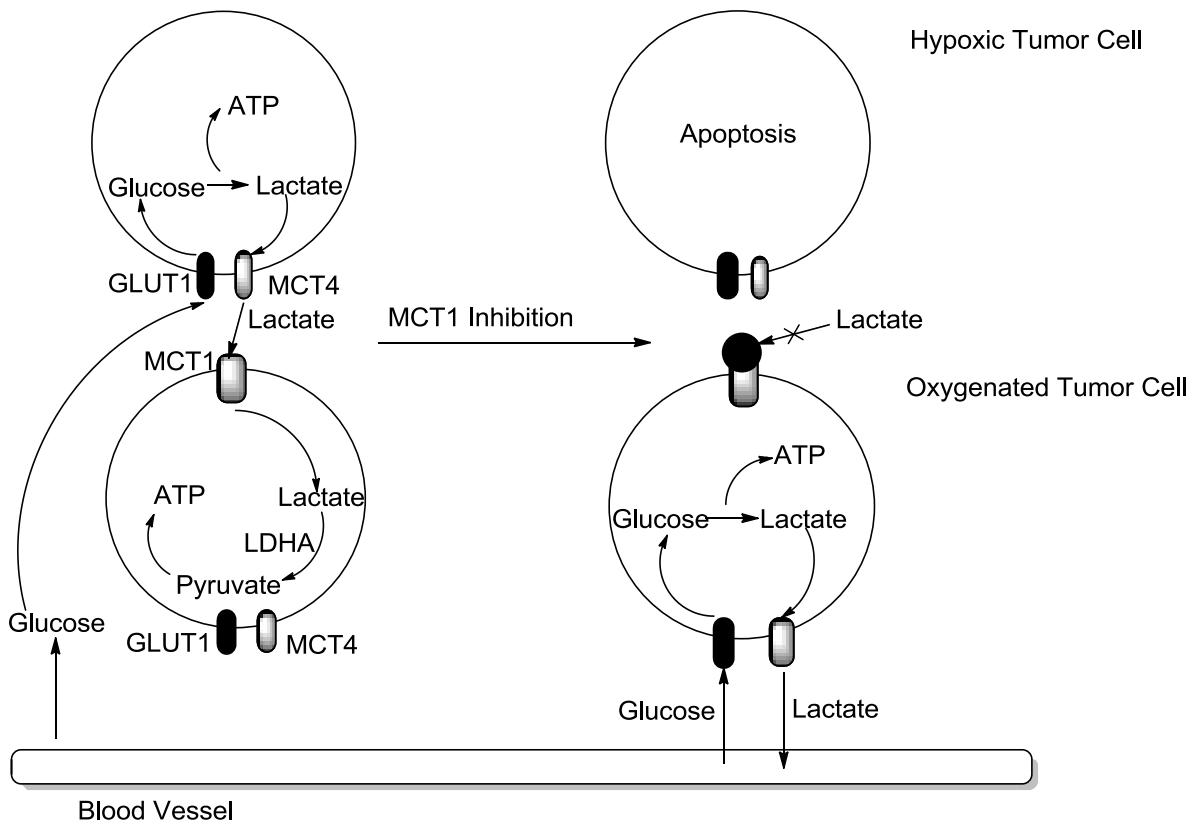 Hypoxic Tumor Cell
ATP
Glucose
Lactate
GLUT1
MCT4
Lactate
MCT1
ATP
Lactate
LDHA
Pyruvate
GLUT1
MCT4
Glucose
MCT1 Inhibition
Apoptosis
Lactate
Oxygenated Tumor Cell
ATP
Glucose
Lactate
Glucose
Lactate
Blood Vessel